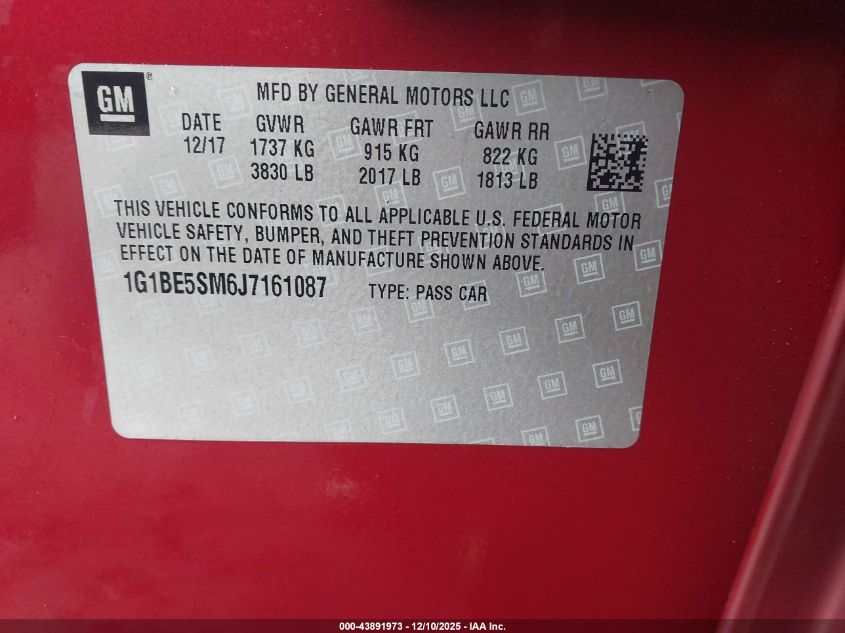 GM
MFD BY GENERAL MOTORS LLC
DATE GVWR GAWR FRT GAWR RR
12/17 1737 KG 915 KG 822 KG
3830 LB 2017 LB 1813 LB
THIS VEHICLE CONFORMS TO ALL APPLICABLE U.S. FEDERAL MOTOR
VEHICLE SAFETY, BUMPER, AND THEFT PREVENTION STANDARDS IN
EFFECT ON THE DATE OF MANUFACTURE SHOWN ABOVE.
1G1BE5SM6J7161087 TYPE: PASS CAR
000-43891973 - 12/10/2025 - IAA Inc.